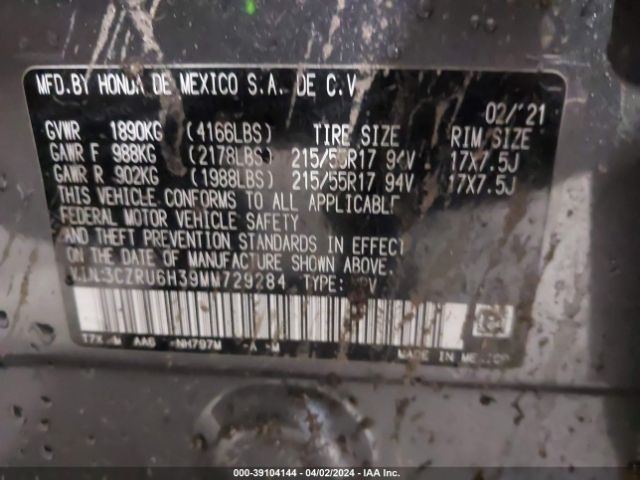 MFD.BY HONDA DE MEXICO S.A. DE C.V
02/'21
GVWR 1890KG (4166LBS) TIRE SIZE RIM SIZE
GAWR F 988KG (2178LBS) 215/55R17 94V 17X7.5J
GAWR R 902KG (1988LBS) 215/55R17 94V 17X7.5J
THIS VEHICLE CONFORMS TO ALL APPLICABLE
FEDERAL MOTOR VEHICLE SAFETY
AND THEFT PREVENTION STANDARDS IN EFFECT
ON THE DATE OF MANUFACTURE SHOWN ABOVE.
V.I.N:3CZRU6H39MM729284 TYPE:
AAG NH797M MADE IN MEXICO
000-39104144 - 04/02/2024 - IAA Inc.